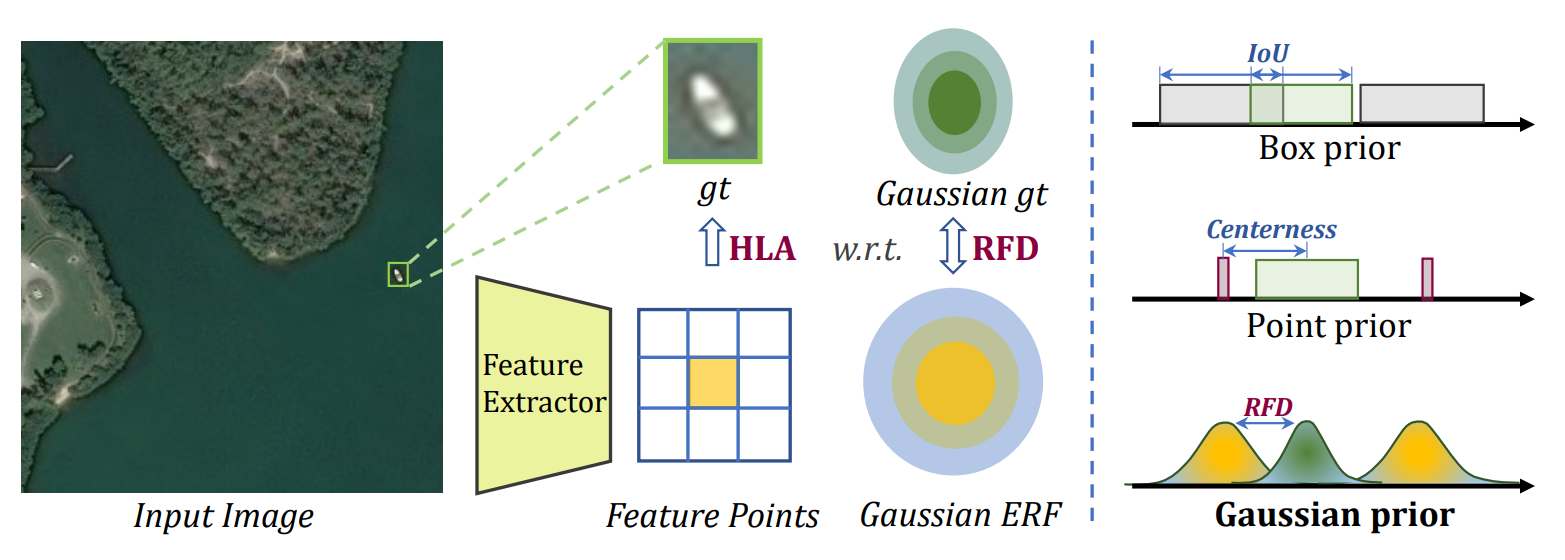 gt
Gaussian gt
HLA
w.r.t.
RFD
Feature
Extractor
Input Image
Feature Points
Gaussian ERF
IoU
Box prior
Centerness
Point prior
RFD
Gaussian prior